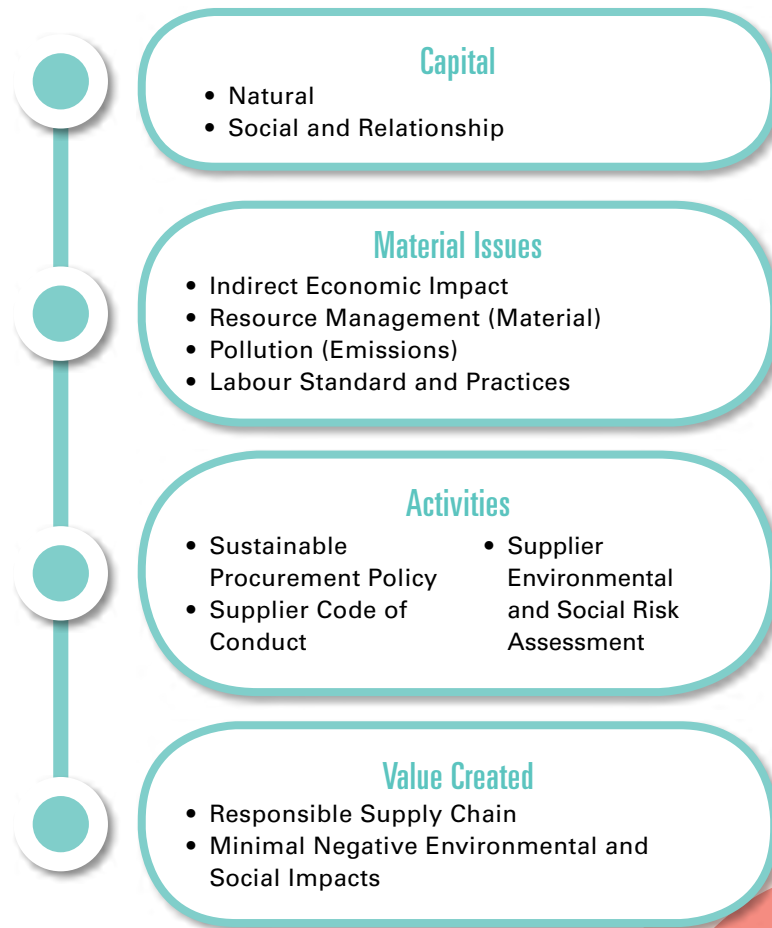 Capital
• Natural
• Social and Relationship
Material Issues
• Indirect Economic Impact
• Resource Management (Material)
• Pollution (Emissions)
• Labour Standard and Practices
Activities
• Sustainable
Procurement Policy
• Supplier Code of
Conduct
• Supplier
Environmental
and Social Risk
Assessment
Value Created
• Responsible Supply Chain
• Minimal Negative Environmental and
Social Impacts